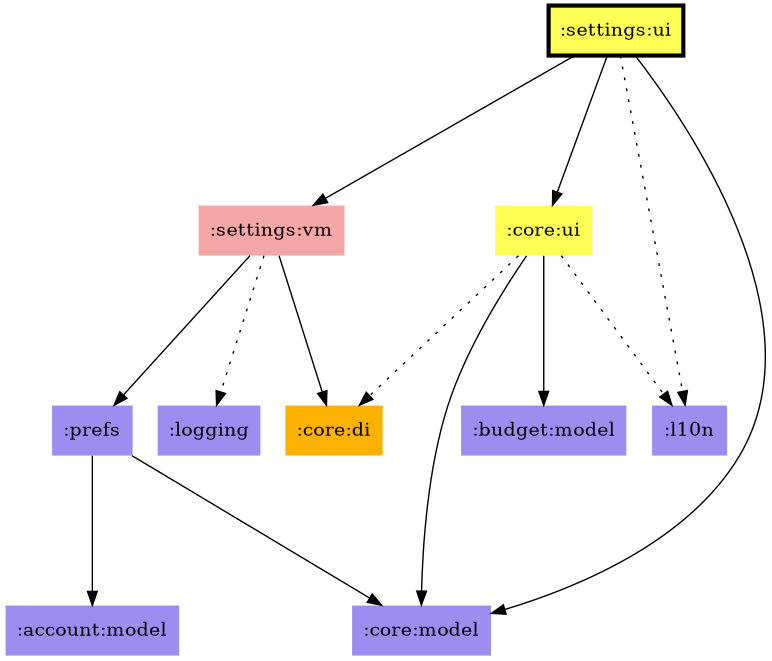 :settings:ui
:settings:vm
:core:ui
:prefs
:logging
:core:di
:budget:model
:l10n
:account:model
:core:model